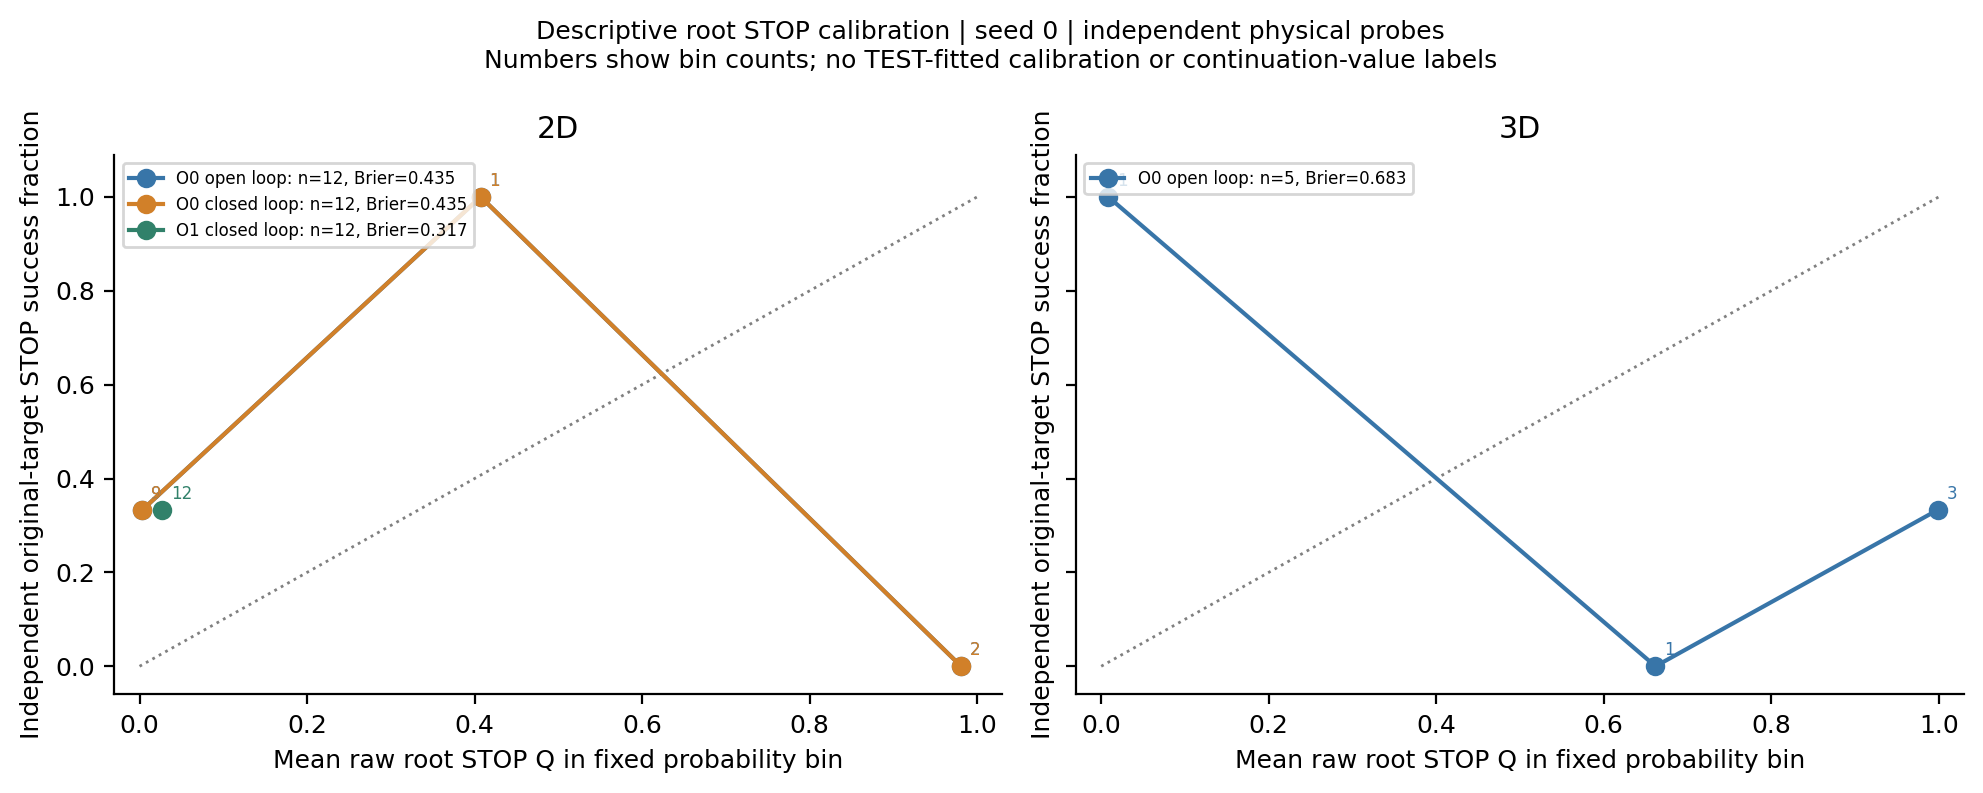 Descriptive root STOP calibration | seed 0 | independent physical probes
Numbers show bin counts; no TEST-fitted calibration or continuation-value labels
2D
Independent original-target STOP success fraction
1.0
0.8
0.6
0.4
0.2
0.0
O0 open loop: n=12, Brier=0.435
O0 closed loop: n=12, Brier=0.435
O1 closed loop: n=12, Brier=0.317
1
9
12
2
0.0 0.2 0.4 0.6 0.8 1.0
Mean raw root STOP Q in fixed probability bin
3D
Independent original-target STOP success fraction
O0 open loop: n=5, Brier=0.683
1
3
1
0.0 0.2 0.4 0.6 0.8 1.0
Mean raw root STOP Q in fixed probability bin